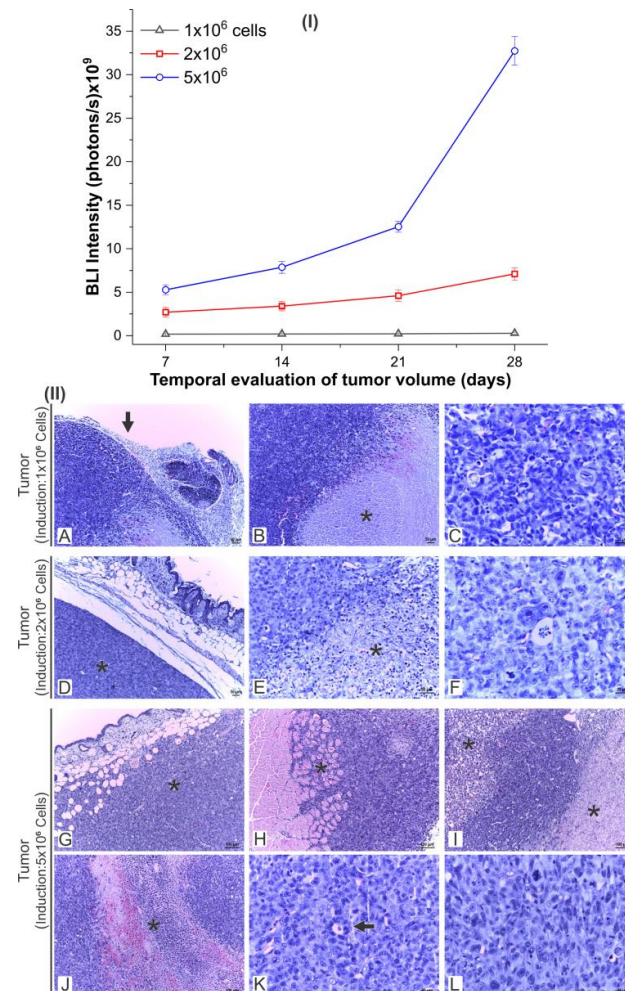 (I)
1x10⁶ cells
2x10⁶
5x10⁶
BLI Intensity (photons/s)x10⁹
35
30
25
20
15
10
5
0
7 14 21 28
Temporal evaluation of tumor volume (days)
(II)
Tumor
(Induction:1x10⁶ Cells)
A B C
Tumor
(Induction:2x10⁶ Cells)
D E F
Tumor
(Induction:5x10⁶ Cells)
G H I
J K L